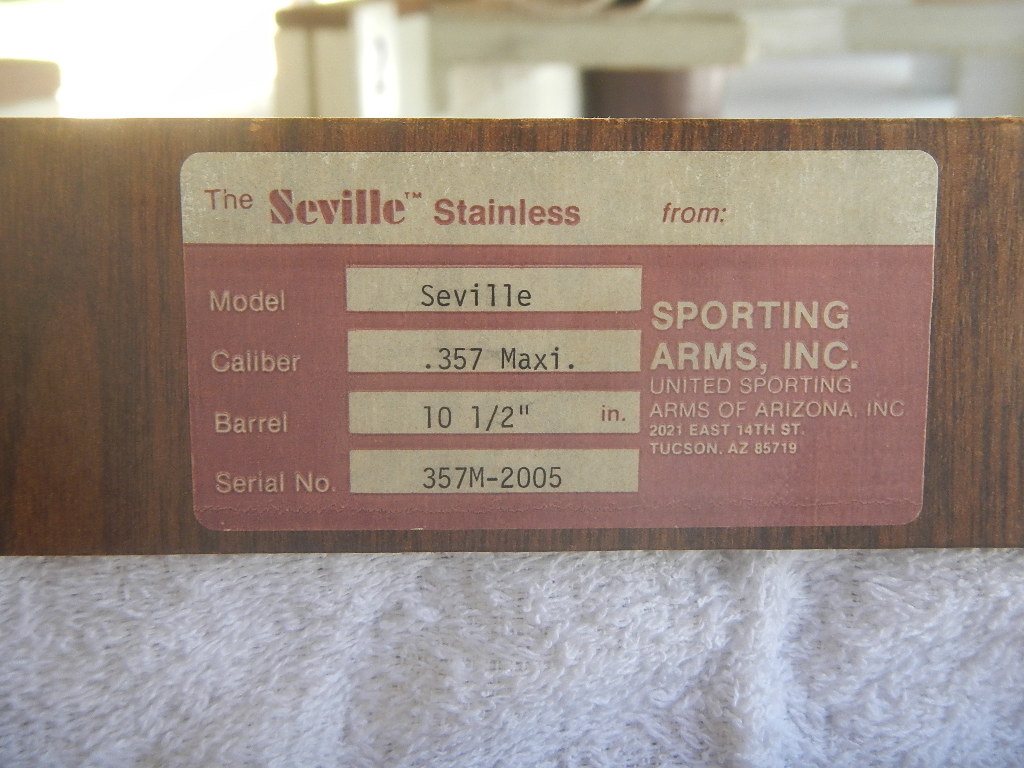 The Seville™ Stainless from:
Model Seville
Caliber .357 Maxi.
Barrel 10 1/2" in.
Serial No. 357M-2005
SPORTING
ARMS, INC.
UNITED SPORTING
ARMS OF ARIZONA, INC
2021 EAST 14TH ST.
TUCSON, AZ 85719